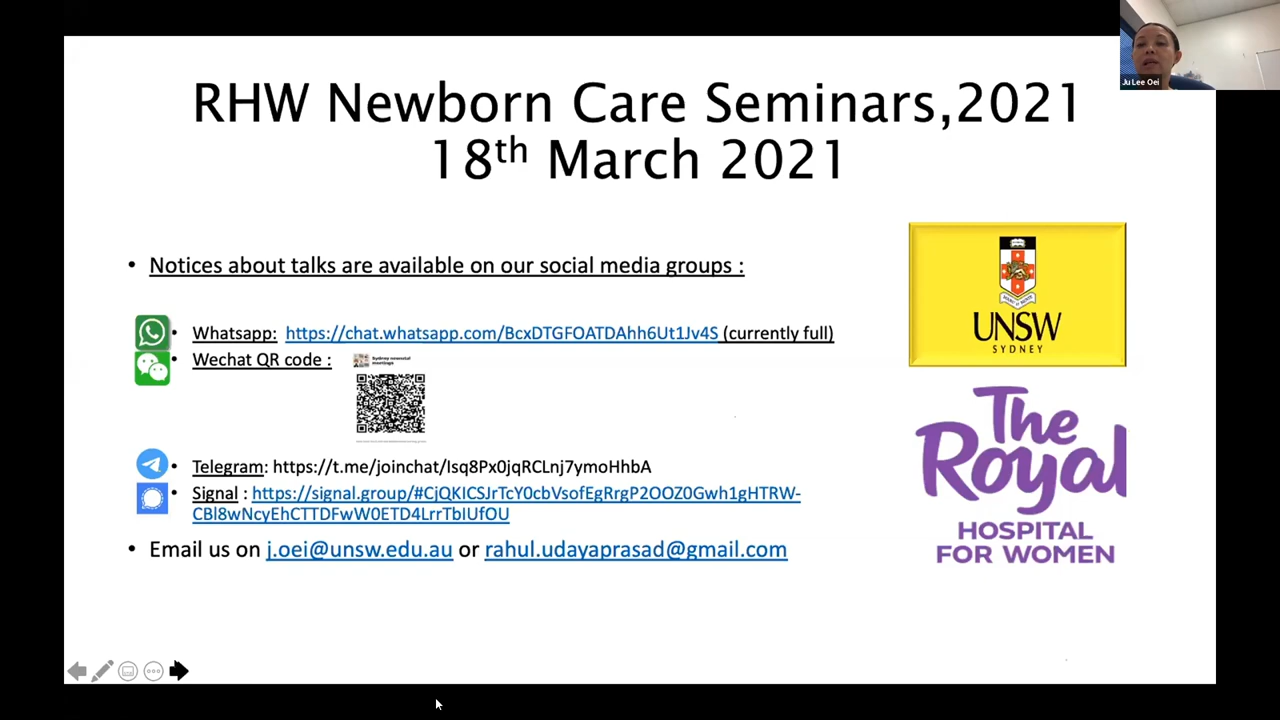 Ju Lee Oei
RHW Newborn Care Seminars,2021
18th March 2021
• Notices about talks are available on our social media groups :
• Whatsapp: https://chat.whatsapp.com/BcxDTGFOATDAhh6Ut1Jv4S (currently full)
• Wechat QR code :
Sydney neonatal
meetings
• Telegram: https://t.me/joinchat/Isq8Px0jqRCLnj7ymoHhbA
• Signal : https://signal.group/#CjQKICSJrTcY0cbVsofEgRrgP2OOZ0Gwh1gHTRW-
CBl8wNcyEhCTTDFwW0ETD4LrrTbIUfOU
• Email us on j.oei@unsw.edu.au or rahul.udayaprasad@gmail.com
UNSW
SYDNEY
The
Royal
HOSPITAL
FOR WOMEN